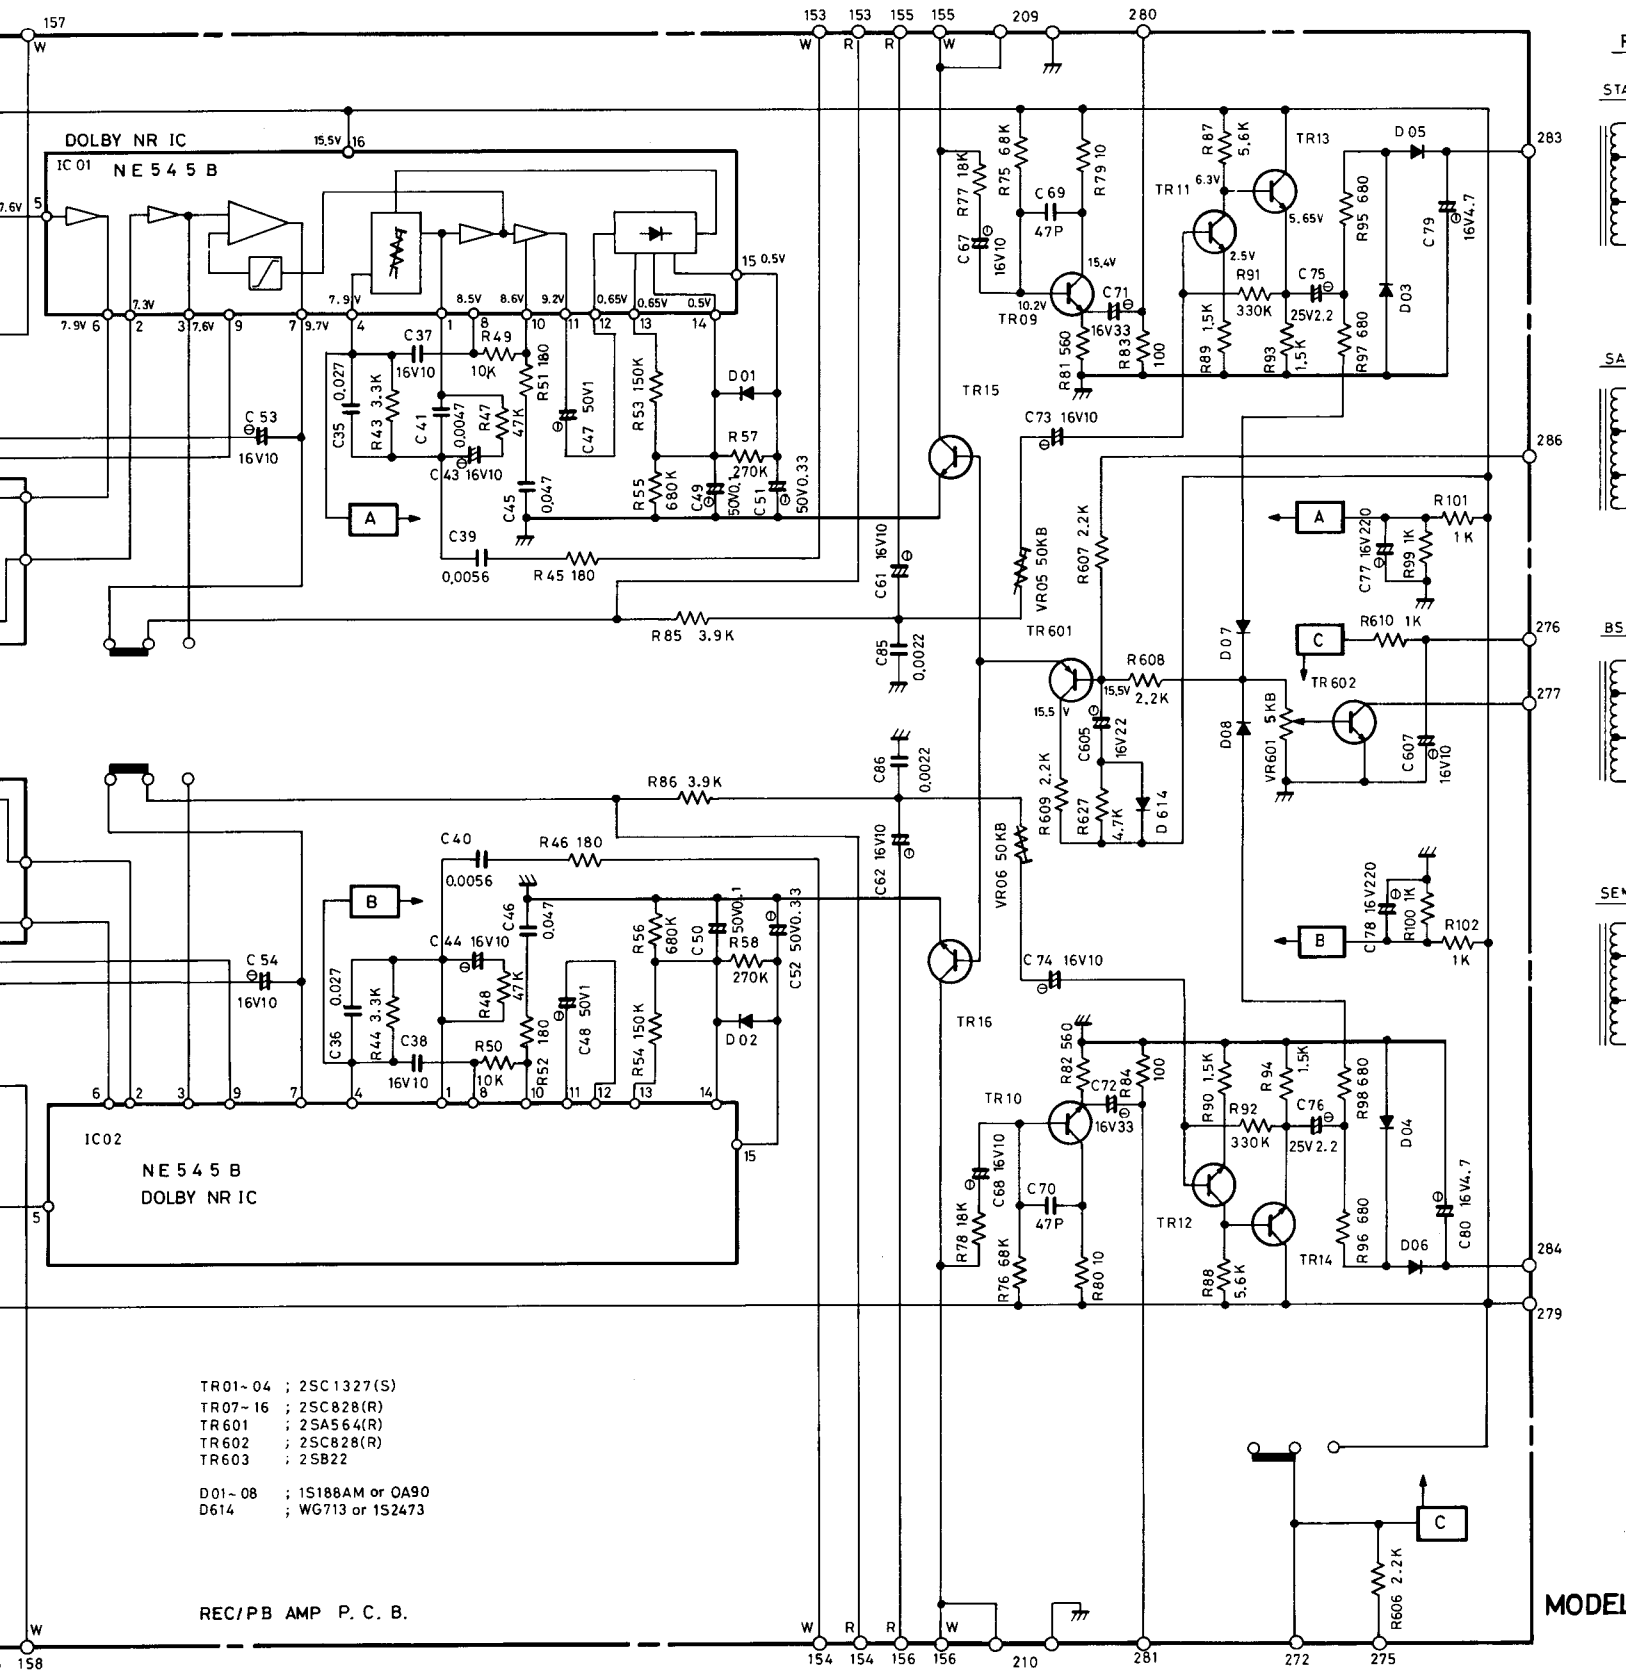 157
W
153
153
155
155
209
280
W
R
R
W
DOLBY NR IC
15.5V
16
IC 01
NE545B
5
7.6V
15
0.5V
7.9V
6
7.3V
2
3
7.6V
9
7
9.7V
7.9V
4
8.5V
1
8
8.6V
10
9.2V
11
0.65V
12
0.65V
13
0.5V
14
C37
16V10
R49
10K
R51 180
C35
0.027
R43 3.3K
C41
0.0047
R47
47K
C43 16V10
C45
0.047
C47 50V1
R53 150K
R55
680K
D01
R57
270K
C49
50V0.1
C51
50V0.33
C53
16V10
A
C39
0.0056
R45 180
R85 3.9K
C61 16V10
C85
0.0022
TR15
R77 18K
C67
16V10
R75 68K
C69
47P
R79 10
15.4V
10.2V
TR09
C71
16V33
R81 560
R83
100
C73 16V10
VR05 50KB
R87
5.6K
TR13
TR11
6.3V
5.65V
2.5V
R91
330K
R89 1.5K
R93
1.5K
C75
25V2.2
R95 680
R97 680
D05
D03
C79
16V4.7
283
286
R607 2.2K
A
R101
1K
C77 16V220
R99 1K
TR601
15.5V
15.5 V
R608
2.2K
C605
16V22
R609 2.2K
R627
4.7K
D614
D07
D08
C
R610 1K
276
TR602
277
VR601 5KB
C607
16V10
C86
0.0022
R86 3.9K
C62 16V10
VR06 50KB
C40
0.0056
R46 180
B
C44 16V10
C46
0.047
R48
47K
C36
0.027
R44 3.3K
C38
16V10
R50
10K
R52 180
C48 50V1
R54 150K
R56
680K
C50
50V0.1
R58
270K
C52 50V0.33
D02
C54
16V10
TR16
C74 16V10
B
C78 16V220
R100 1K
R102
1K
6
2
3
9
7
4
1
8
10
11
12
13
14
IC02
15
NE545B
DOLBY NR IC
5
TR10
R82 560
C72
16V33
R84
100
C68 16V10
R78 18K
C70
47P
R76 68K
R80 10
R90 1.5K
R94
1.5K
R92
330K
C76
25V2.2
R98 680
D04
TR12
TR14
R96 680
R88
5.6K
D06
C80 16V4.7
284
279
TR01~04 ; 2SC1327(S)
TR07~16 ; 2SC828(R)
TR601 ; 2SA564(R)
TR602 ; 2SC828(R)
TR603 ; 2SB22
D01~08 ; 1S188AM or OA90
D614 ; WG713 or 1S2473
C
R606 2.2K
REC/PB AMP P. C. B.
MODEL
W
W
R
R
W
158
154
154
156
156
210
281
272
275
STA
SA
BS
SEN